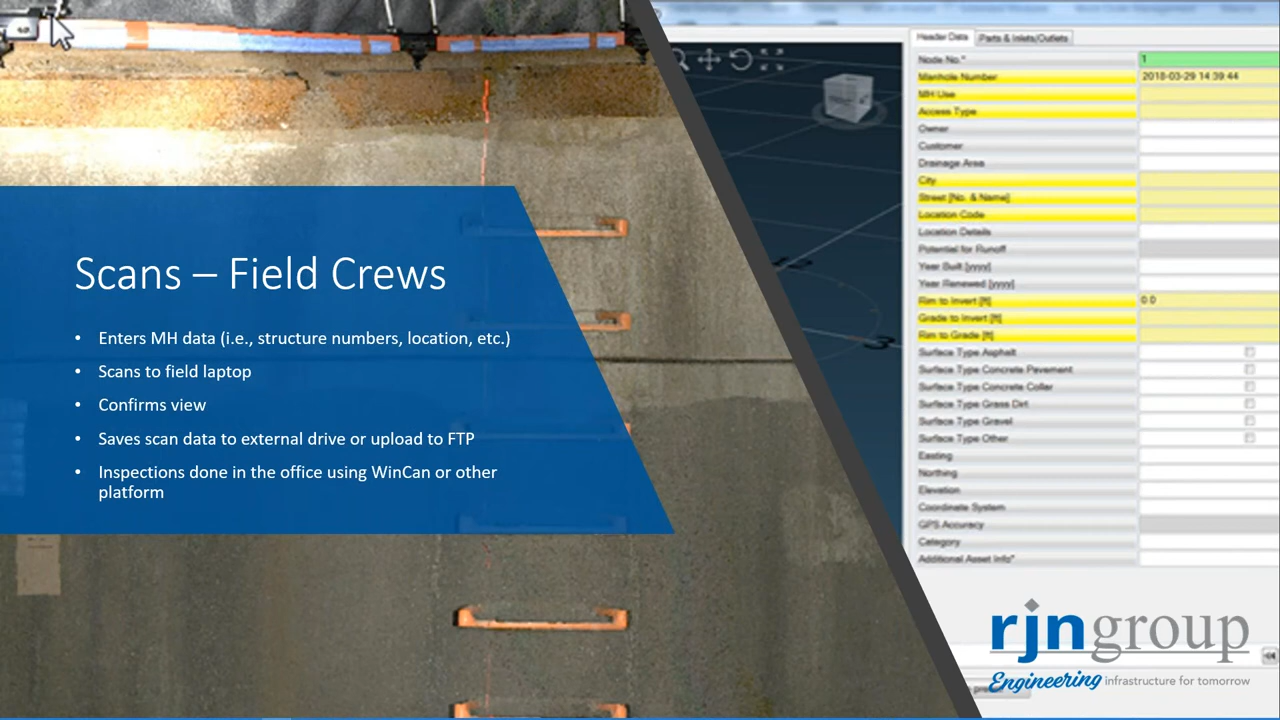 Scans – Field Crews
• Enters MH data (i.e., structure numbers, location, etc.)
• Scans to field laptop
• Confirms view
• Saves scan data to external drive or upload to FTP
• Inspections done in the office using WinCan or other
platform
Header Data Parts & Inlets/Outlets
Node No.* 1
Manhole Number 2018-03-29 14:39:44
MH Use
Access Type
Owner
Customer
Drainage Area
City
Street [No. & Name]
Location Code
Location Details
Potential for Runoff
Year Built [yyyy]
Year Renewed [yyyy]
Rim to Invert [ft] 0.0
Grade to Invert [ft]
Rim to Grade [ft]
Surface Type Asphalt
Surface Type Concrete Pavement
Surface Type Concrete Collar
Surface Type Grass Dirt
Surface Type Gravel
Surface Type Other
Easting
Northing
Elevation
Coordinate System
GPS Accuracy
Category
Additional Asset Info*
rjngroup
Engineering infrastructure for tomorrow